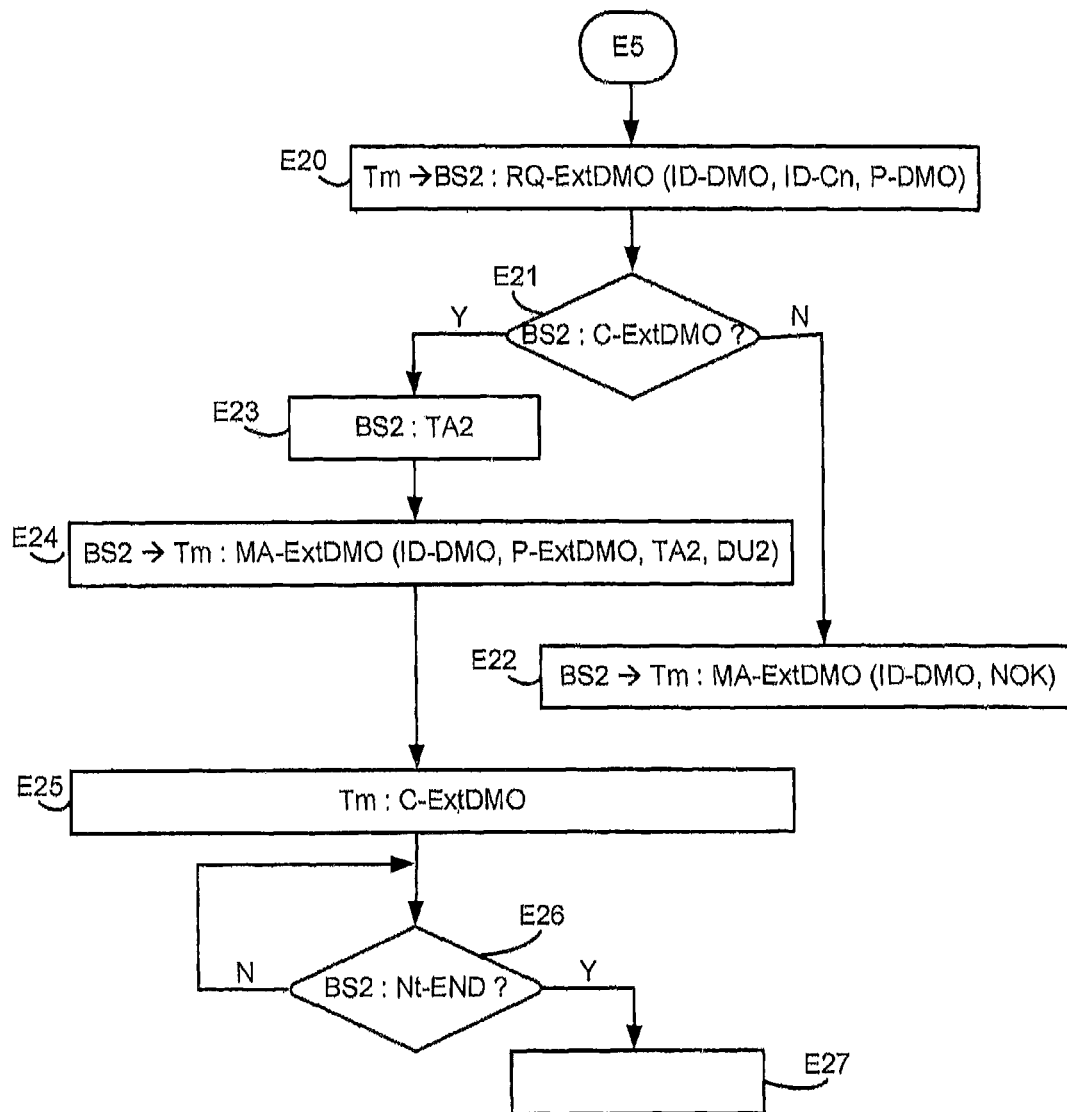 E5
E20
Tm → BS2 : RQ-ExtDMO (ID-DMO, ID-Cn, P-DMO)
E21
Y
BS2 : C-ExtDMO ?
N
E23
BS2 : TA2
E24
BS2 → Tm : MA-ExtDMO (ID-DMO, P-ExtDMO, TA2, DU2)
E22
BS2 → Tm : MA-ExtDMO (ID-DMO, NOK)
E25
Tm : C-ExtDMO
E26
N
BS2 : Nt-END ?
Y
E27